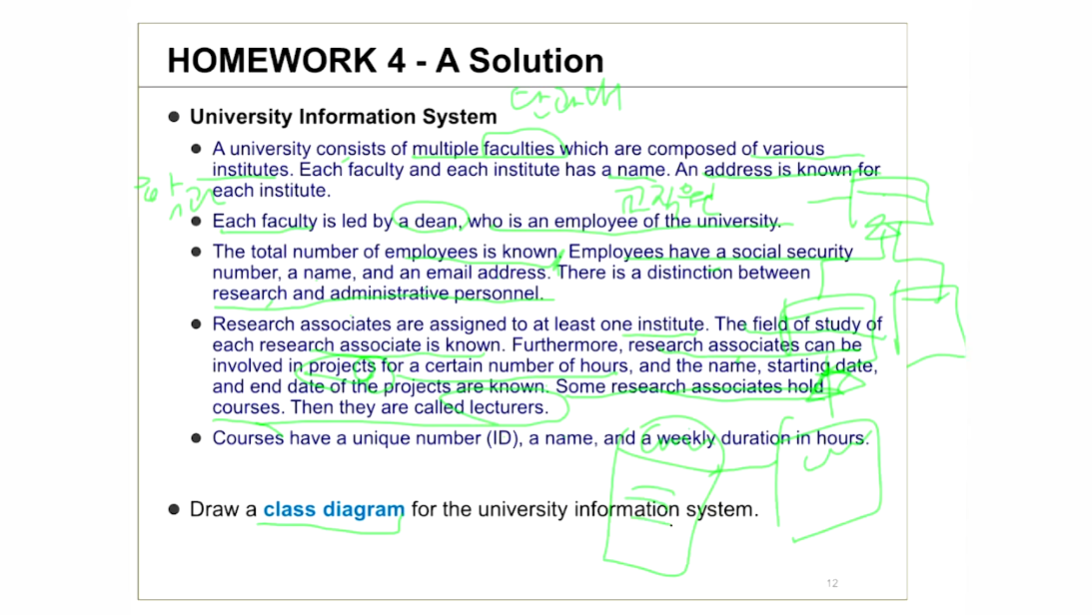 HOMEWORK 4 - A Solution
● University Information System
단과대
● A university consists of multiple faculties which are composed of various
institutes. Each faculty and each institute has a name. An address is known for
each institute.
학과
교직원
● Each faculty is led by a dean, who is an employee of the university.
● The total number of employees is known. Employees have a social security
number, a name, and an email address. There is a distinction between
research and administrative personnel.
● Research associates are assigned to at least one institute. The field of study of
each research associate is known. Furthermore, research associates can be
involved in projects for a certain number of hours, and the name, starting date,
and end date of the projects are known. Some research associates hold
courses. Then they are called lecturers.
● Courses have a unique number (ID), a name, and a weekly duration in hours.
● Draw a class diagram for the university information system.
12